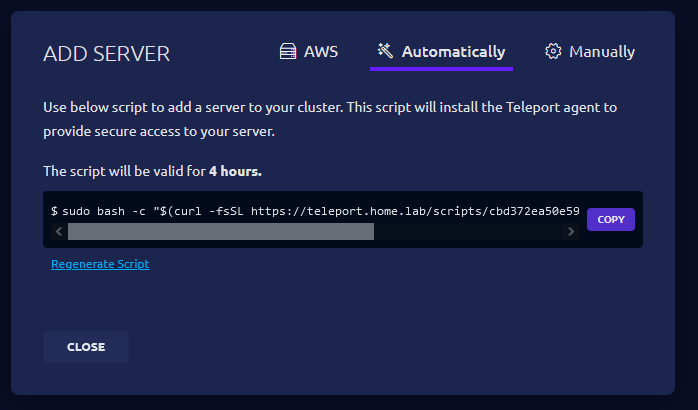 ADD SERVER
AWS
Automatically
Manually
Use below script to add a server to your cluster. This script will install the Teleport agent to
provide secure access to your server.
The script will be valid for 4 hours.
$ sudo bash -c "$(curl -fsSL https://teleport.home.lab/scripts/cbd372ea50e59
COPY
Regenerate Script
CLOSE